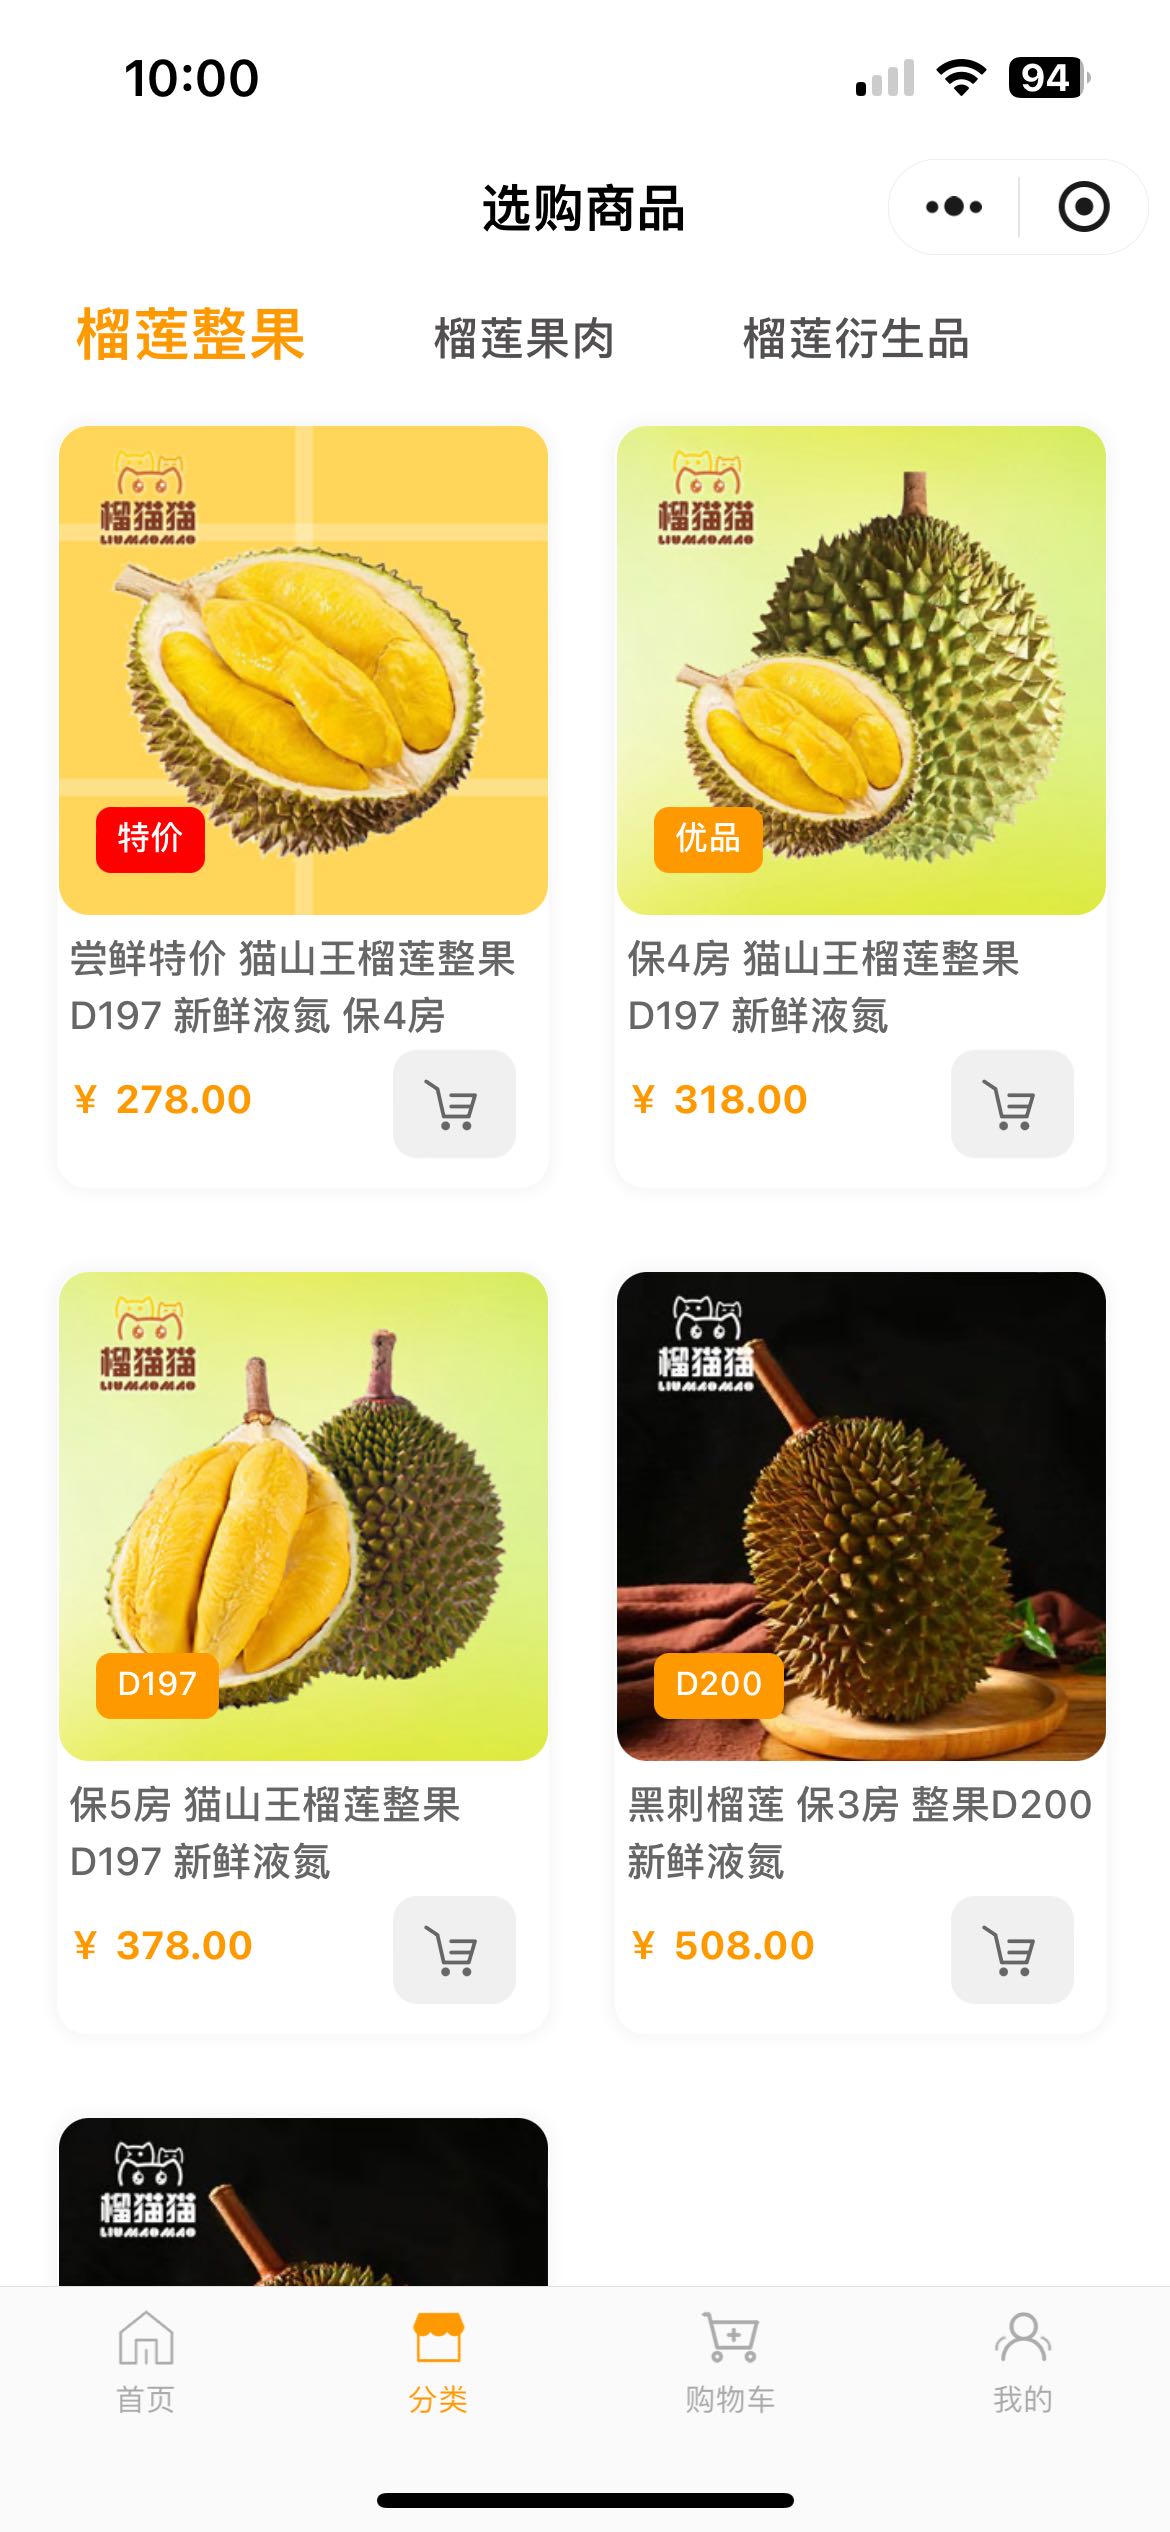 10:00
94
选购商品
榴莲整果
榴莲果肉
榴莲衍生品
榴猫猫
LIUMAOMAO
特价
榴猫猫
LIUMAOMAO
优品
尝鲜特价 猫山王榴莲整果
D197 新鲜液氮 保4房
¥ 278.00
保4房 猫山王榴莲整果
D197 新鲜液氮
¥ 318.00
榴猫猫
LIUMAOMAO
D197
榴猫猫
LIUMAOMAO
D200
保5房 猫山王榴莲整果
D197 新鲜液氮
¥ 378.00
黑刺榴莲 保3房 整果D200
新鲜液氮
¥ 508.00
榴猫猫
LIUMAOMAO
首页
分类
购物车
我的